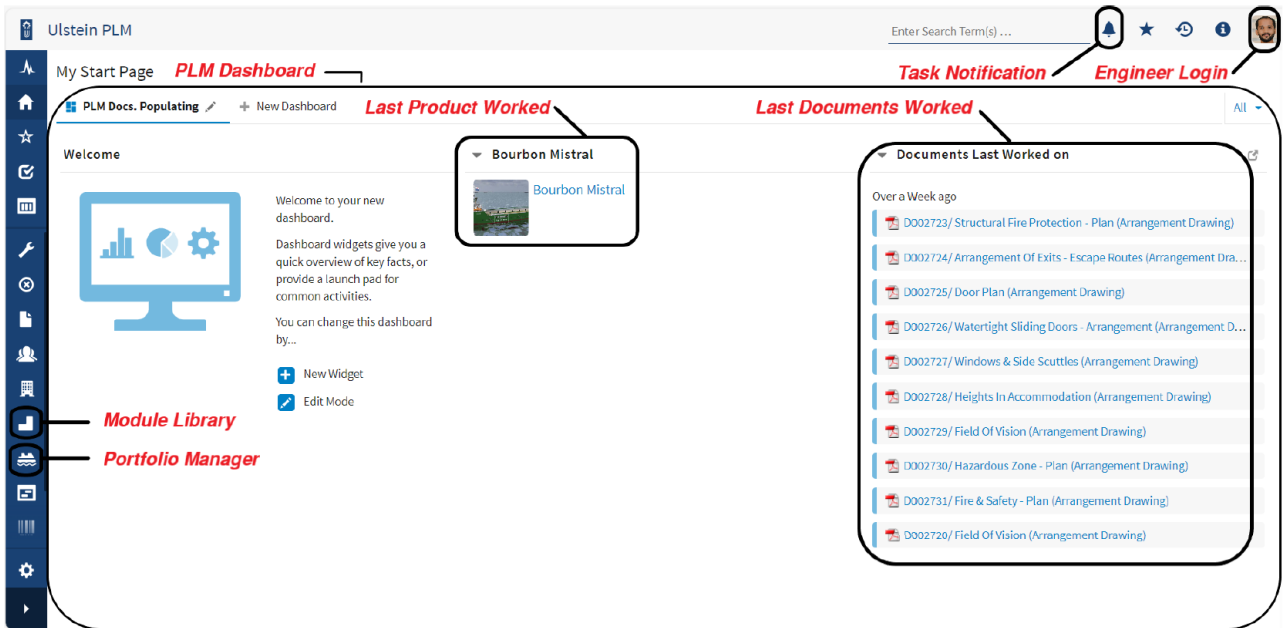 Ulstein PLM
Enter Search Term(s) ...
My Start Page
PLM Dashboard
Task Notification
Engineer Login
PLM Docs. Populating
New Dashboard
Last Product Worked
Last Documents Worked
All
Welcome
Bourbon Mistral
Documents Last Worked on
Bourbon Mistral
Welcome to your new
dashboard.
Dashboard widgets give you a
quick overview of key facts, or
provide a launch pad for
common activities.
You can change this dashboard
by...
New Widget
Edit Mode
Over a Week ago
D002723/ Structural Fire Protection - Plan (Arrangement Drawing)
D002724/ Arrangement Of Exits - Escape Routes (Arrangement Dra...
D002725/ Door Plan (Arrangement Drawing)
D002726/ Watertight Sliding Doors - Arrangement (Arrangement D...
D002727/ Windows & Side Scuttles (Arrangement Drawing)
D002728/ Heights In Accommodation (Arrangement Drawing)
D002729/ Field Of Vision (Arrangement Drawing)
D002730/ Hazardous Zone - Plan (Arrangement Drawing)
D002731/ Fire & Safety - Plan (Arrangement Drawing)
D002720/ Field Of Vision (Arrangement Drawing)
Module Library
Portfolio Manager